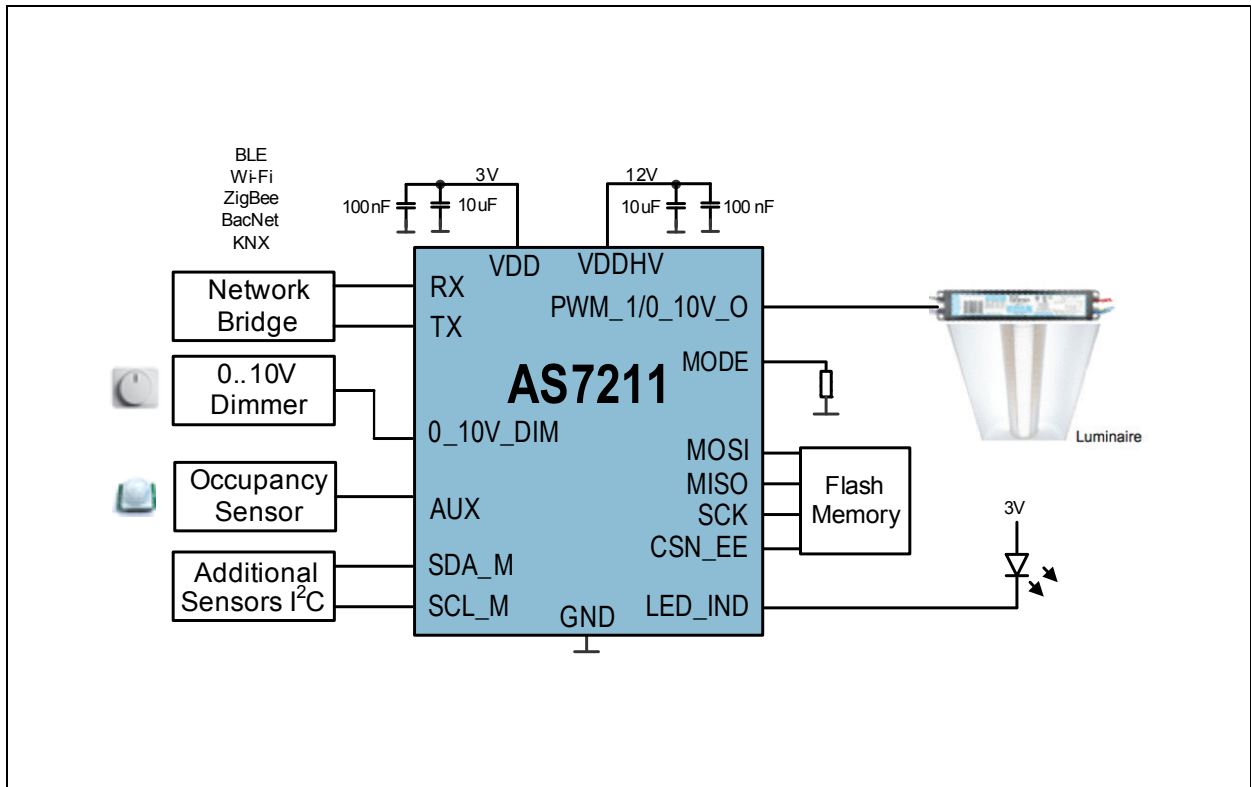 BLE
Wi-Fi
ZigBee
BacNet
KNX
3V
12V
100nF
10uF
10uF
100 nF
VDD
VDDHV
Network
Bridge
RX
TX
PWM_1/0_10V_O
0..10V
Dimmer
0_10V_DIM
AS7211
MODE
Luminaire
Occupancy
Sensor
AUX
MOSI
MISO
SCK
CSN_EE
Flash
Memory
Additional
Sensors I²C
SDA_M
SCL_M
GND
LED_IND
3V